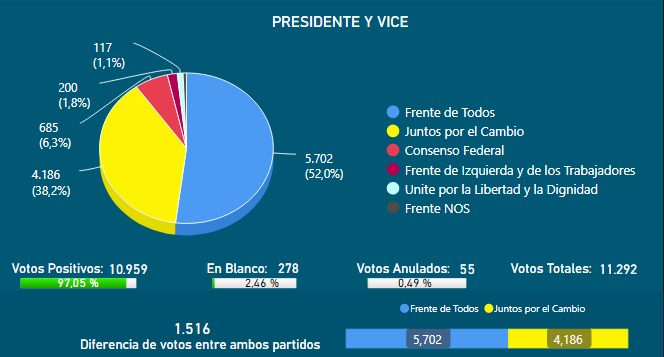 PRESIDENTE Y VICE
117
(1,1%)
200
(1,8%)
685
(6,3%)
4.186
(38,2%)
5.702
(52,0%)
Frente de Todos
Juntos por el Cambio
Consenso Federal
Frente de Izquierda y de los Trabajadores
Unite por la Libertad y la Dignidad
Frente NOS
Votos Positivos: 10.959
97,05 %
En Blanco: 278
2,46 %
Votos Anulados: 55
0,49 %
Votos Totales: 11.292
1.516
Diferencia de votos entre ambos partidos
Frente de Todos Juntos por el Cambio
5,702 4,186